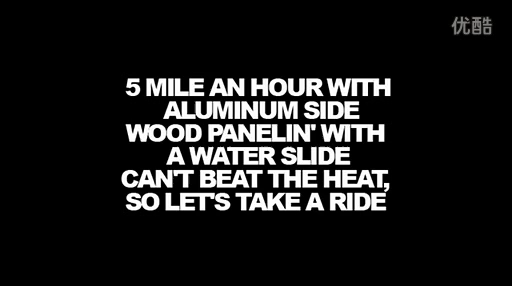 优酷
5 MILE AN HOUR WITH
ALUMINUM SIDE
WOOD PANELIN' WITH
A WATER SLIDE
CAN'T BEAT THE HEAT,
SO LET'S TAKE A RIDE